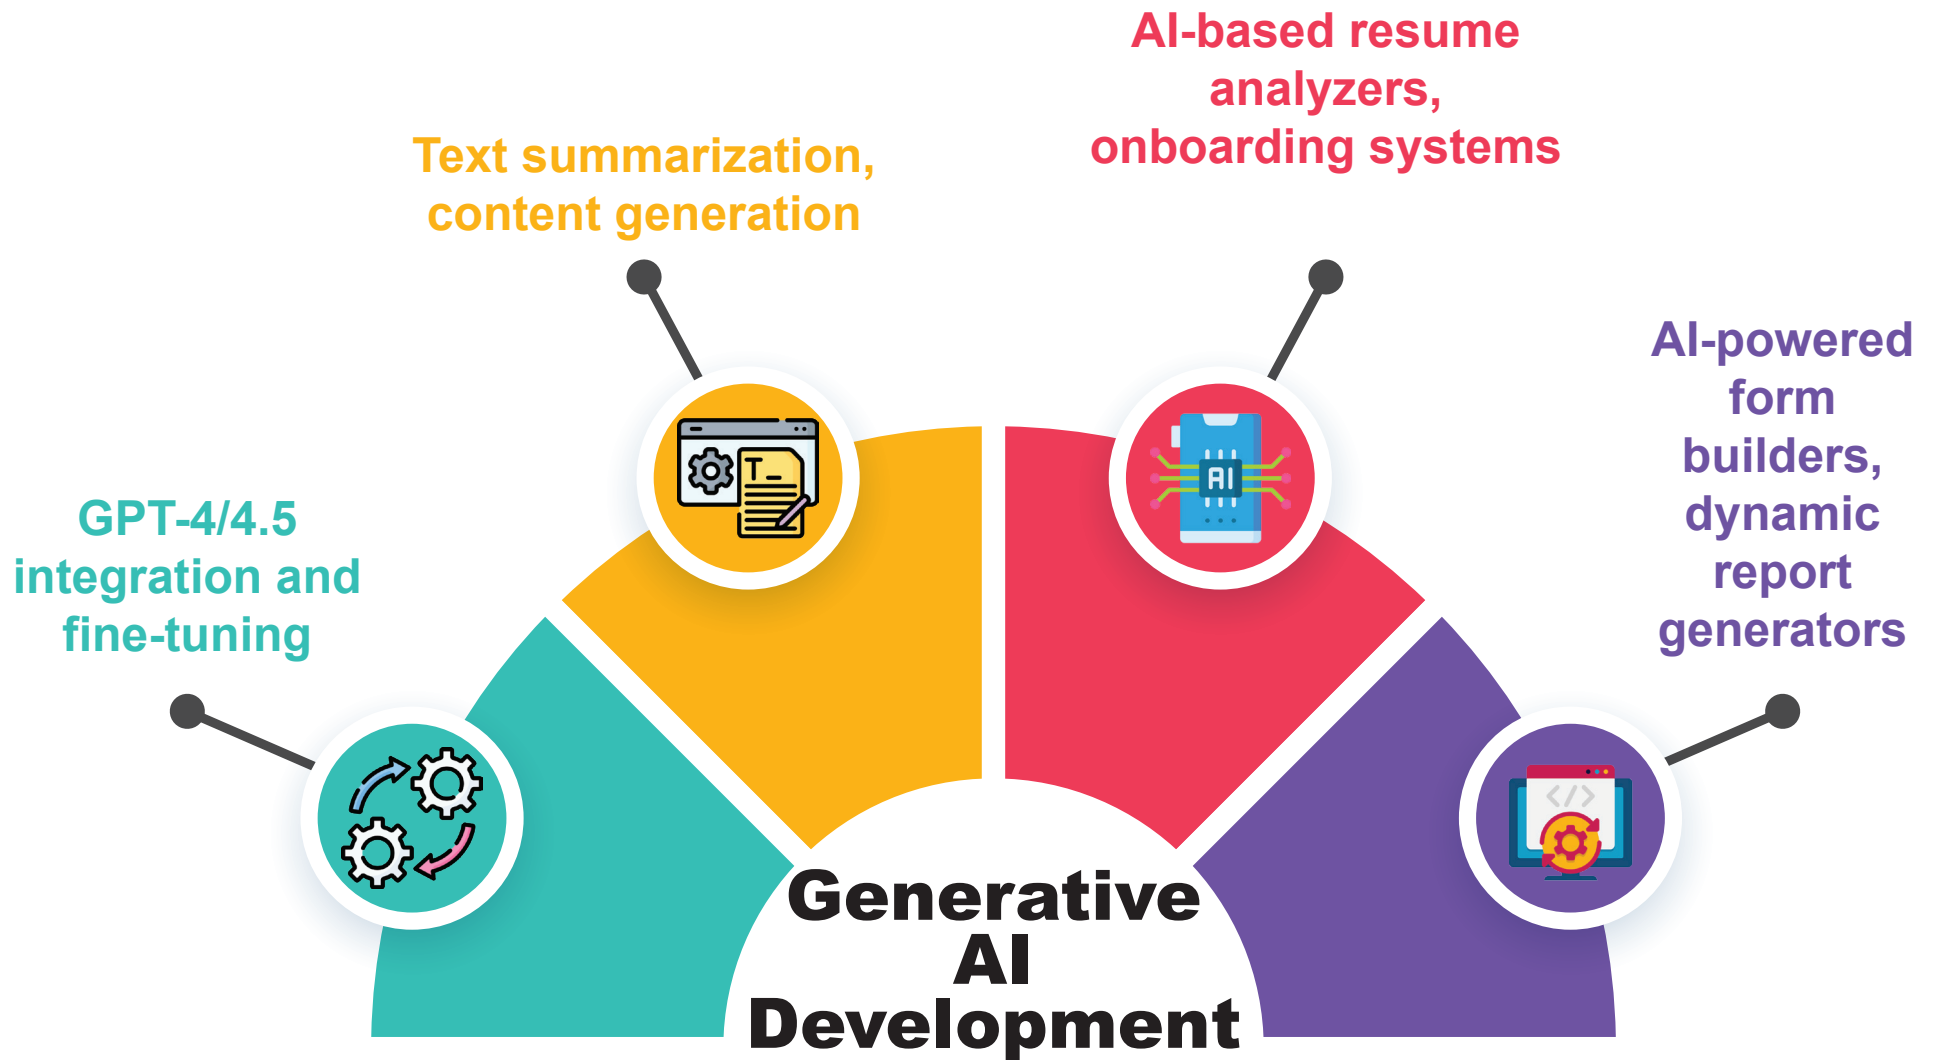 AI-based resume
analyzers,
onboarding systems
Text summarization,
content generation
AI-powered
form
builders,
dynamic
report
generators
GPT-4/4.5
integration and
fine-tuning
T
AI
</>
Generative
AI
Development